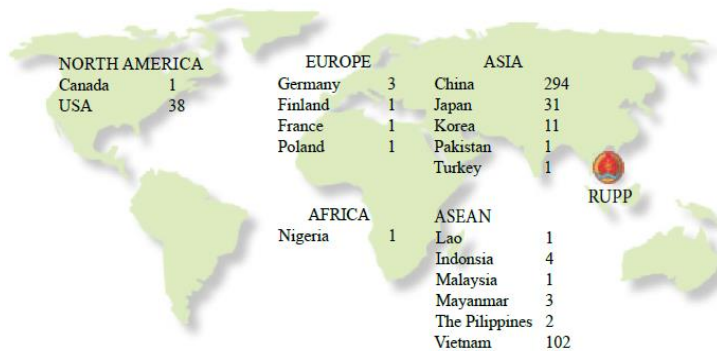 NORTH AMERICA
Canada 1
USA 38
EUROPE
Germany 3
Finland 1
France 1
Poland 1
AFRICA
Nigeria 1
ASIA
China 294
Japan 31
Korea 11
Pakistan 1
Turkey 1
RUPP
ASEAN
Lao 1
Indonsia 4
Malaysia 1
Mayanmar 3
The Pilippines 2
Vietnam 102